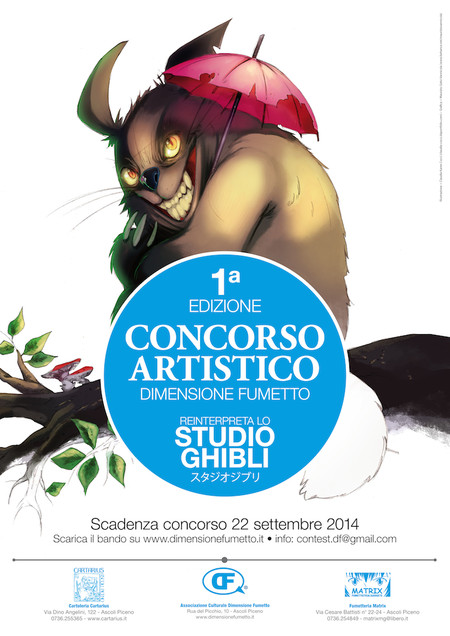 1ª
EDIZIONE
CONCORSO
ARTISTICO
DIMENSIONE FUMETTO
REINTERPRETA LO
STUDIO
GHIBLI
スタジオジブリ
Scadenza concorso 22 settembre 2014
Scarica il bando su www.dimensionefumetto.it • info: contest.df@gmail.com
CARTARIUS
Cartoleria Cartarius
Via Dino Angelini, 122 - Ascoli Piceno
0736.255385 - www.cartarius.it
DF
Associazione Culturale Dimensione Fumetto
Rua del Picchio, 10 - Ascoli Piceno
www.dimensionefumetto.it
MATRIX
Fumetteria Matrix
Via Cesare Battisti n° 22-24 - Ascoli Piceno
0736.254849 - matrixmg@libero.it